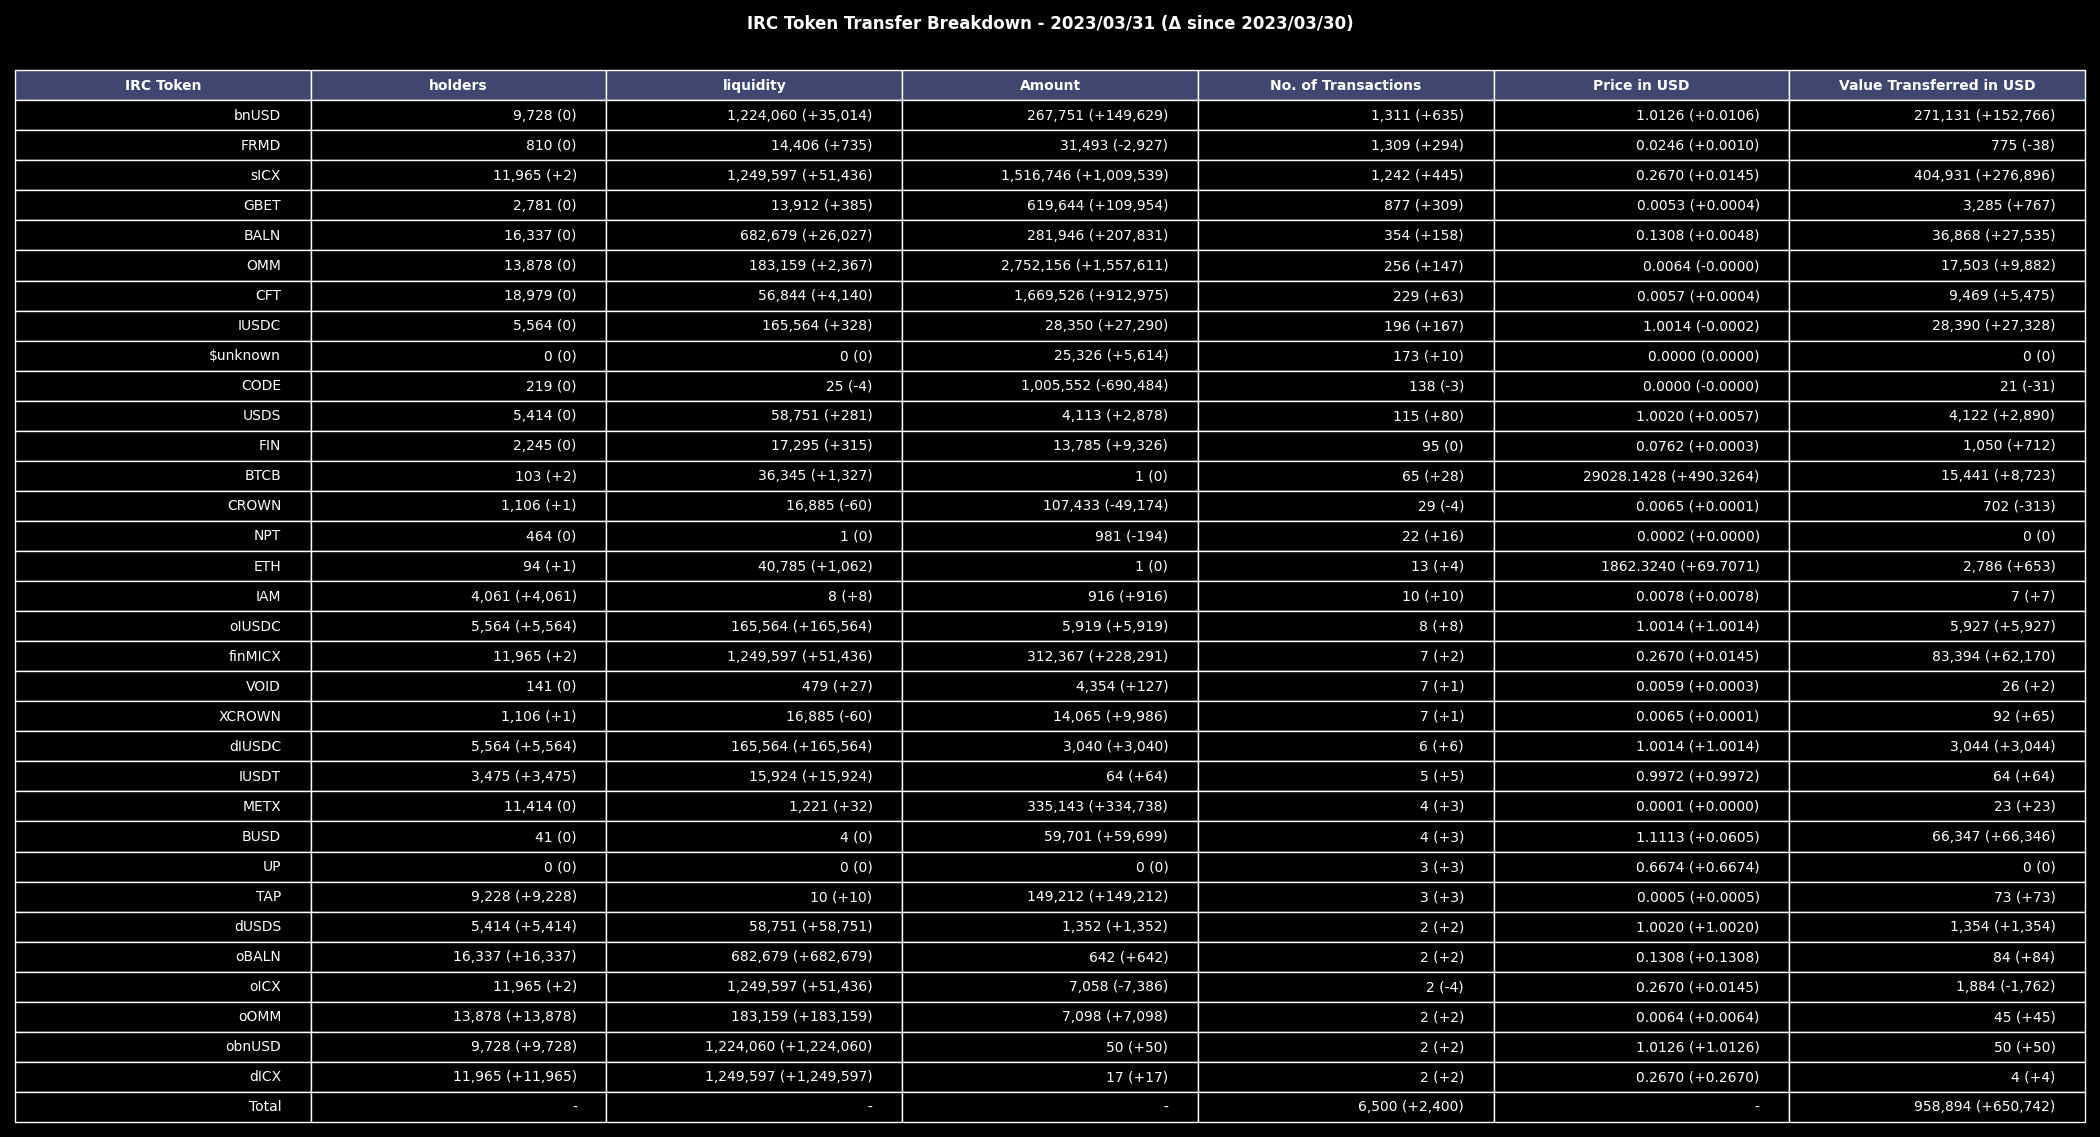 IRC Token Transfer Breakdown - 2023/03/31 (Δ since 2023/03/30)
IRC Token holders liquidity Amount No. of Transactions Price in USD Value Transferred in USD
bnUSD 9,728 (0) 1,224,060 (+35,014) 267,751 (+149,629) 1,311 (+635) 1.0126 (+0.0106) 271,131 (+152,766)
FRMD 810 (0) 14,406 (+735) 31,493 (-2,927) 1,309 (+294) 0.0246 (+0.0010) 775 (-38)
sICX 11,965 (+2) 1,249,597 (+51,436) 1,516,746 (+1,009,539) 1,242 (+445) 0.2670 (+0.0145) 404,931 (+276,896)
GBET 2,781 (0) 13,912 (+385) 619,644 (+109,954) 877 (+309) 0.0053 (+0.0004) 3,285 (+767)
BALN 16,337 (0) 682,679 (+26,027) 281,946 (+207,831) 354 (+158) 0.1308 (+0.0048) 36,868 (+27,535)
OMM 13,878 (0) 183,159 (+2,367) 2,752,156 (+1,557,611) 256 (+147) 0.0064 (-0.0000) 17,503 (+9,882)
CFT 18,979 (0) 56,844 (+4,140) 1,669,526 (+912,975) 229 (+63) 0.0057 (+0.0004) 9,469 (+5,475)
IUSDC 5,564 (0) 165,564 (+328) 28,350 (+27,290) 196 (+167) 1.0014 (-0.0002) 28,390 (+27,328)
$unknown 0 (0) 0 (0) 25,326 (+5,614) 173 (+10) 0.0000 (0.0000) 0 (0)
CODE 219 (0) 25 (-4) 1,005,552 (-690,484) 138 (-3) 0.0000 (-0.0000) 21 (-31)
USDS 5,414 (0) 58,751 (+281) 4,113 (+2,878) 115 (+80) 1.0020 (+0.0057) 4,122 (+2,890)
FIN 2,245 (0) 17,295 (+315) 13,785 (+9,326) 95 (0) 0.0762 (+0.0003) 1,050 (+712)
BTCB 103 (+2) 36,345 (+1,327) 1 (0) 65 (+28) 29028.1428 (+490.3264) 15,441 (+8,723)
CROWN 1,106 (+1) 16,885 (-60) 107,433 (-49,174) 29 (-4) 0.0065 (+0.0001) 702 (-313)
NPT 464 (0) 1 (0) 981 (-194) 22 (+16) 0.0002 (+0.0000) 0 (0)
ETH 94 (+1) 40,785 (+1,062) 1 (0) 13 (+4) 1862.3240 (+69.7071) 2,786 (+653)
IAM 4,061 (+4,061) 8 (+8) 916 (+916) 10 (+10) 0.0078 (+0.0078) 7 (+7)
oIUSDC 5,564 (+5,564) 165,564 (+165,564) 5,919 (+5,919) 8 (+8) 1.0014 (+1.0014) 5,927 (+5,927)
finMICX 11,965 (+2) 1,249,597 (+51,436) 312,367 (+228,291) 7 (+2) 0.2670 (+0.0145) 83,394 (+62,170)
VOID 141 (0) 479 (+27) 4,354 (+127) 7 (+1) 0.0059 (+0.0003) 26 (+2)
XCROWN 1,106 (+1) 16,885 (-60) 14,065 (+9,986) 7 (+1) 0.0065 (+0.0001) 92 (+65)
dIUSDC 5,564 (+5,564) 165,564 (+165,564) 3,040 (+3,040) 6 (+6) 1.0014 (+1.0014) 3,044 (+3,044)
IUSDT 3,475 (+3,475) 15,924 (+15,924) 64 (+64) 5 (+5) 0.9972 (+0.9972) 64 (+64)
METX 11,414 (0) 1,221 (+32) 335,143 (+334,738) 4 (+3) 0.0001 (+0.0000) 23 (+23)
BUSD 41 (0) 4 (0) 59,701 (+59,699) 4 (+3) 1.1113 (+0.0605) 66,347 (+66,346)
UP 0 (0) 0 (0) 0 (0) 3 (+3) 0.6674 (+0.6674) 0 (0)
TAP 9,228 (+9,228) 10 (+10) 149,212 (+149,212) 3 (+3) 0.0005 (+0.0005) 73 (+73)
dUSDS 5,414 (+5,414) 58,751 (+58,751) 1,352 (+1,352) 2 (+2) 1.0020 (+1.0020) 1,354 (+1,354)
oBALN 16,337 (+16,337) 682,679 (+682,679) 642 (+642) 2 (+2) 0.1308 (+0.1308) 84 (+84)
oICX 11,965 (+2) 1,249,597 (+51,436) 7,058 (-7,386) 2 (-4) 0.2670 (+0.0145) 1,884 (-1,762)
oOMM 13,878 (+13,878) 183,159 (+183,159) 7,098 (+7,098) 2 (+2) 0.0064 (+0.0064) 45 (+45)
obnUSD 9,728 (+9,728) 1,224,060 (+1,224,060) 50 (+50) 2 (+2) 1.0126 (+1.0126) 50 (+50)
dICX 11,965 (+11,965) 1,249,597 (+1,249,597) 17 (+17) 2 (+2) 0.2670 (+0.2670) 4 (+4)
Total - - - 6,500 (+2,400) - 958,894 (+650,742)